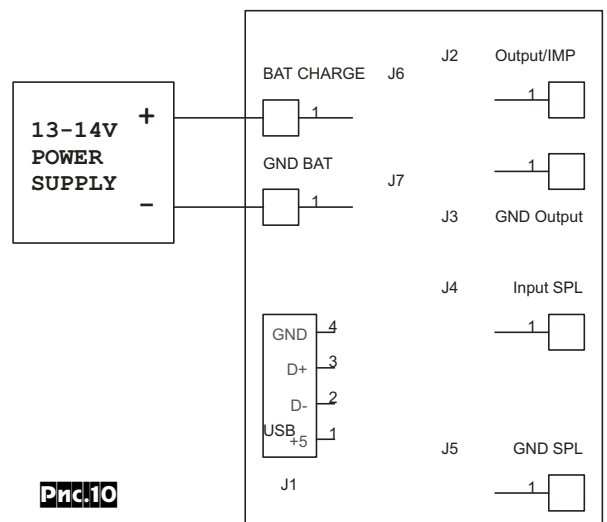 13-14V
POWER
SUPPLY
+
-
BAT CHARGE J6
1
GND BAT
J7
1
J2 Output/IMP
1
1
J3 GND Output
J4 Input SPL
1
GND 4
D+ 3
D- 2
USB
+5 1
J1
J5 GND SPL
1
Рис.10